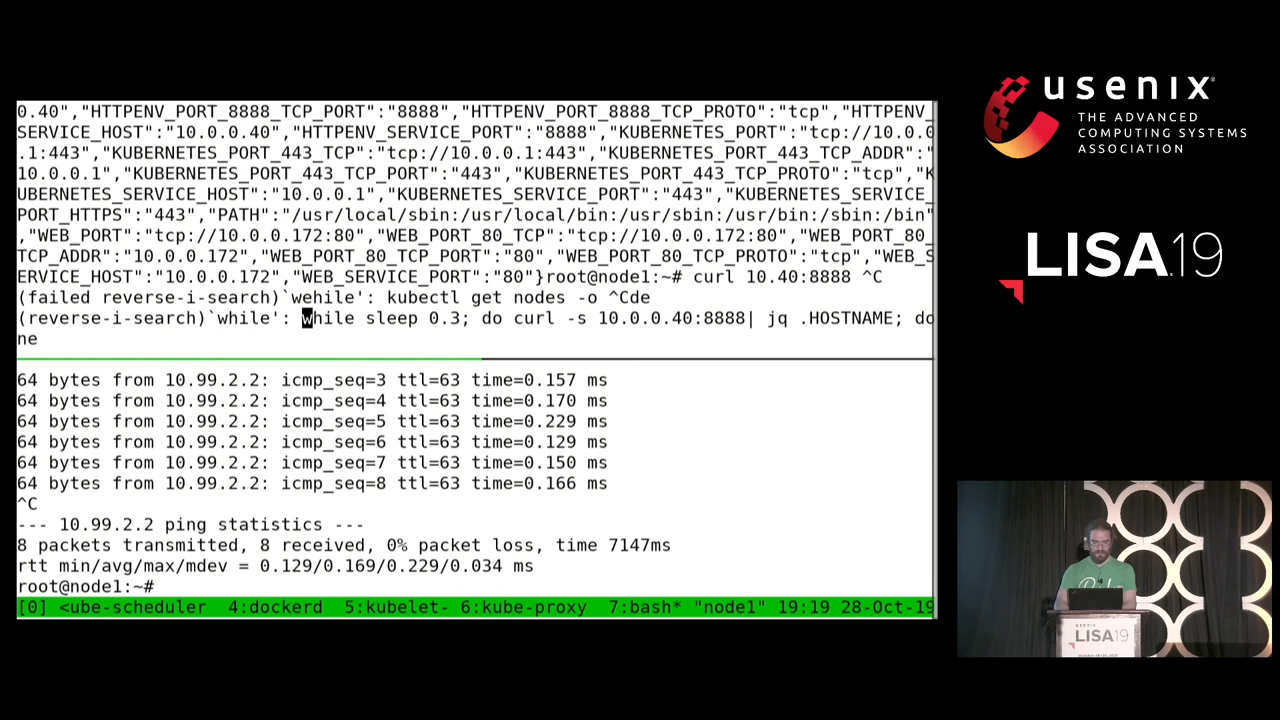 0.40","HTTPENV_PORT_8888_TCP_PORT":"8888","HTTPENV_PORT_8888_TCP_PROTO":"tcp","HTTPENV_
SERVICE_HOST":"10.0.0.40","HTTPENV_SERVICE_PORT":"8888","KUBERNETES_PORT":"tcp://10.0.0
.1:443","KUBERNETES_PORT_443_TCP":"tcp://10.0.0.1:443","KUBERNETES_PORT_443_TCP_ADDR":"
10.0.0.1","KUBERNETES_PORT_443_TCP_PORT":"443","KUBERNETES_PORT_443_TCP_PROTO":"tcp","K
UBERNETES_SERVICE_HOST":"10.0.0.1","KUBERNETES_SERVICE_PORT":"443","KUBERNETES_SERVICE_
PORT_HTTPS":"443","PATH":"/usr/local/sbin:/usr/local/bin:/usr/sbin:/usr/bin:/sbin:/bin"
,"WEB_PORT":"tcp://10.0.0.172:80","WEB_PORT_80_TCP":"tcp://10.0.0.172:80","WEB_PORT_80_
TCP_ADDR":"10.0.0.172","WEB_PORT_80_TCP_PORT":"80","WEB_PORT_80_TCP_PROTO":"tcp","WEB_S
ERVICE_HOST":"10.0.0.172","WEB_SERVICE_PORT":"80"}root@node1:~# curl 10.40:8888 ^C
(failed reverse-i-search)`wehile': kubectl get nodes -o ^Cde
(reverse-i-search)`while': while sleep 0.3; do curl -s 10.0.0.40:8888| jq .HOSTNAME; do
ne
64 bytes from 10.99.2.2: icmp_seq=3 ttl=63 time=0.157 ms
64 bytes from 10.99.2.2: icmp_seq=4 ttl=63 time=0.170 ms
64 bytes from 10.99.2.2: icmp_seq=5 ttl=63 time=0.229 ms
64 bytes from 10.99.2.2: icmp_seq=6 ttl=63 time=0.129 ms
64 bytes from 10.99.2.2: icmp_seq=7 ttl=63 time=0.150 ms
64 bytes from 10.99.2.2: icmp_seq=8 ttl=63 time=0.166 ms
^C
--- 10.99.2.2 ping statistics ---
8 packets transmitted, 8 received, 0% packet loss, time 7147ms
rtt min/avg/max/mdev = 0.129/0.169/0.229/0.034 ms
root@node1:~#
[0] <ube-scheduler 4:dockerd 5:kubelet- 6:kube-proxy 7:bash* "node1" 19:19 28-Oct-19
usenix®
THE ADVANCED
COMPUTING SYSTEMS
ASSOCIATION
LISA19
usenix
LISA19